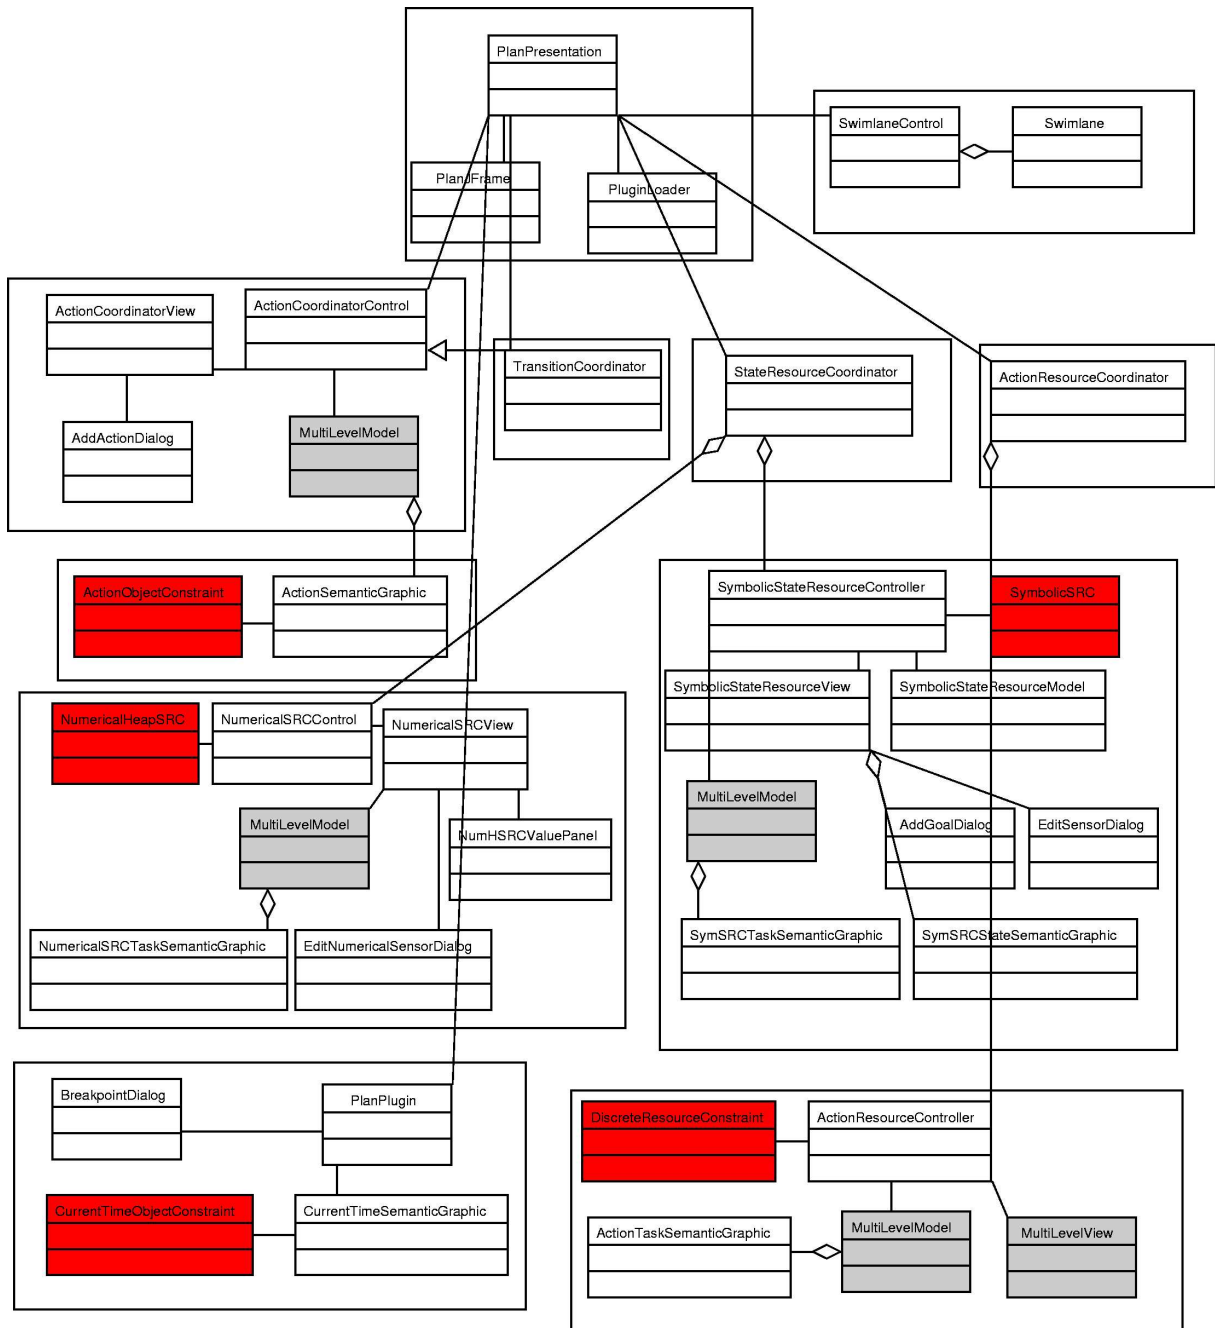 PlanPresentation
SwimlaneControl
Swimlane
PlanJFrame
PluginLoader
ActionCoordinatorView
ActionCoordinatorControl
TransitionCoordinator
StateResourceCoordinator
ActionResourceCoordinator
AddActionDialog
MultiLevelModel
ActionObjectConstraint
ActionSemanticGraphic
SymbolicStateResourceController
SymbolicSRC
SymbolicStateResourceView
SymbolicStateResourceModel
NumericalHeapSRC
NumericalSRCControl
NumericalSRCView
MultiLevelModel
NumHSRCValuePanel
MultiLevelModel
AddGoalDialog
EditSensorDialog
NumericalSRCTaskSemanticGraphic
EditNumericalSensorDialog
SymSRCTaskSemanticGraphic
SymSRCStateSemanticGraphic
BreakpointDialog
PlanPlugin
DiscreteResourceConstraint
ActionResourceController
CurrentTimeObjectConstraint
CurrentTimeSemanticGraphic
ActionTaskSemanticGraphic
MultiLevelModel
MultiLevelView